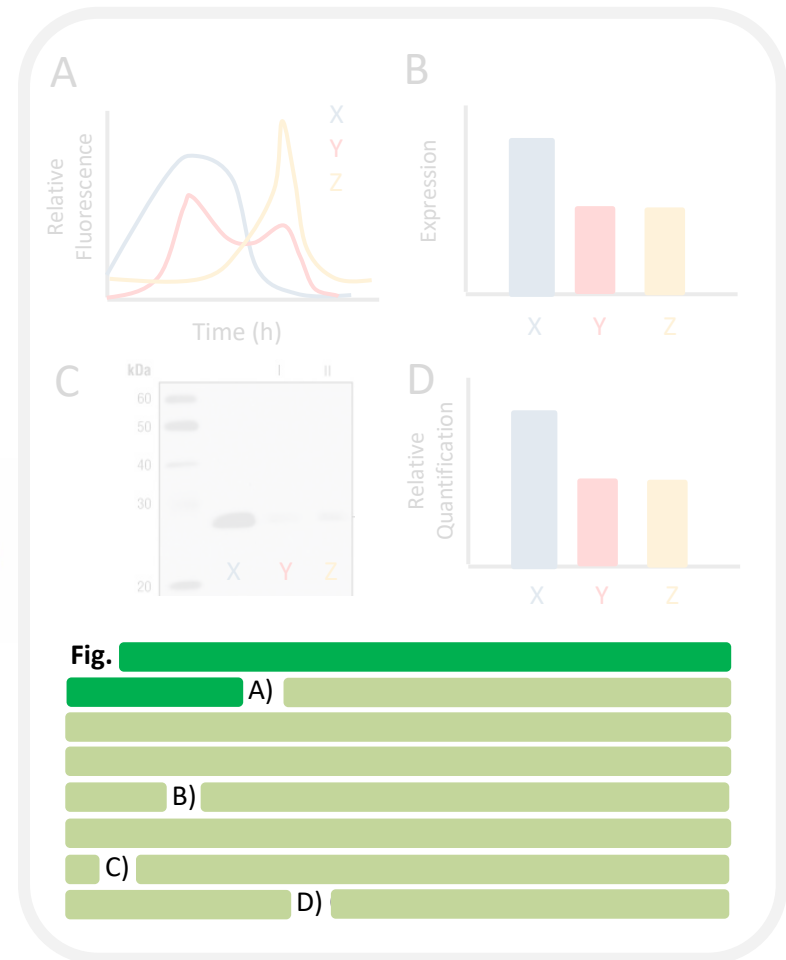 A
Relative
Fluorescence
X
Y
Z
Time (h)
B
Expression
X
Y
Z
C
kDa
I
II
60
50
40
30
20
X
Y
Z
D
Relative
Quantification
X
Y
Z
Fig.
A)
B)
C)
D)